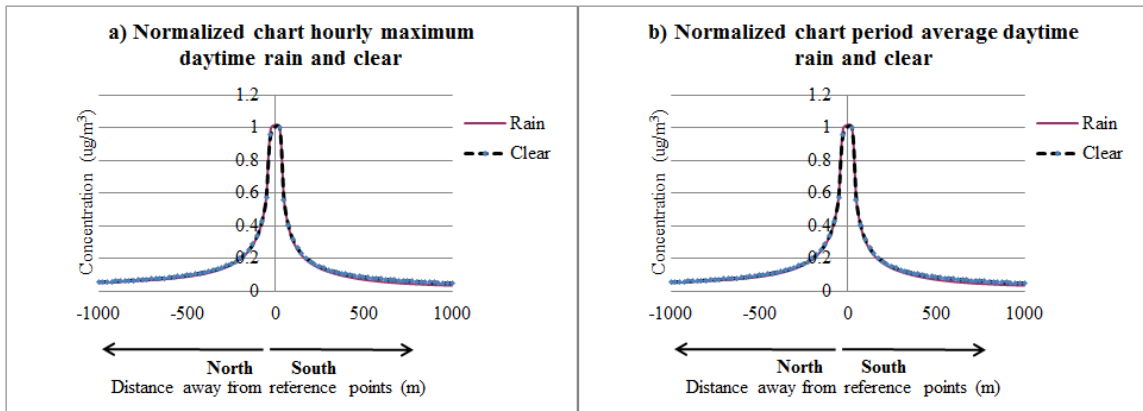 a) Normalized chart hourly maximum
daytime rain and clear
Concentration (ug/m³)
1.2
1
0.8
0.6
0.4
0.2
0
-1000 -500 0 500 1000
Rain
Clear
North South
Distance away from reference points (m)
b) Normalized chart period average daytime
rain and clear
Concentration (ug/m³)
1.2
1
0.8
0.6
0.4
0.2
0
-1000 -500 0 500 1000
Rain
Clear
North South
Distance away from reference points (m)